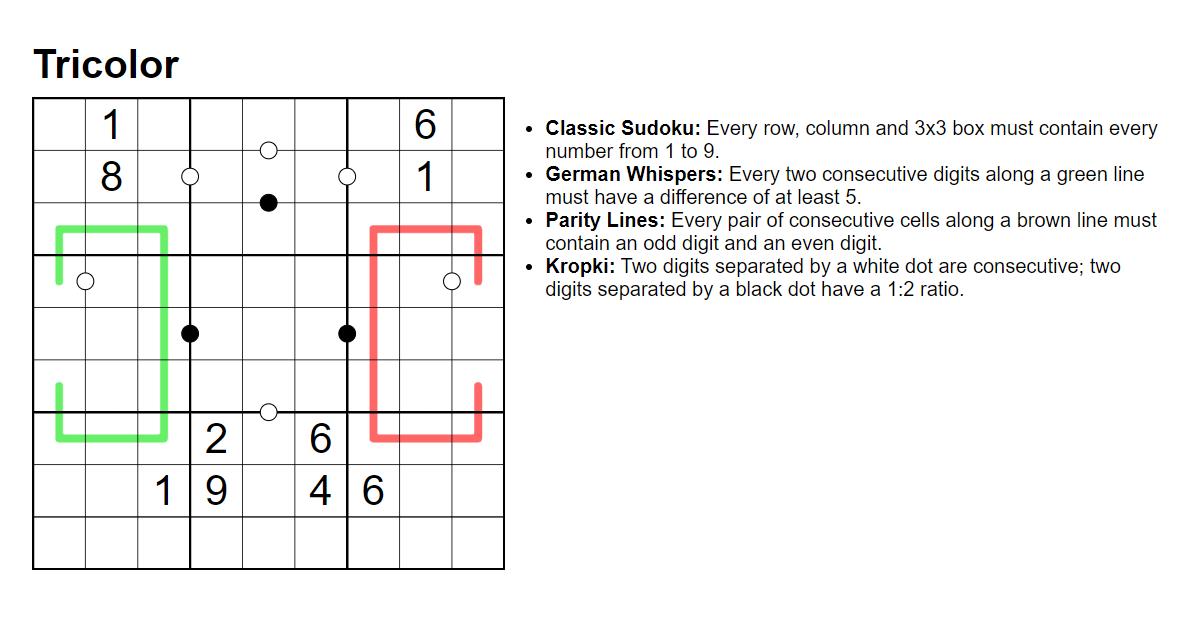 Tricolor
1 6
8 1
2 6
1 9 4 6
• Classic Sudoku: Every row, column and 3x3 box must contain every
number from 1 to 9.
• German Whispers: Every two consecutive digits along a green line
must have a difference of at least 5.
• Parity Lines: Every pair of consecutive cells along a brown line must
contain an odd digit and an even digit.
• Kropki: Two digits separated by a white dot are consecutive; two
digits separated by a black dot have a 1:2 ratio.